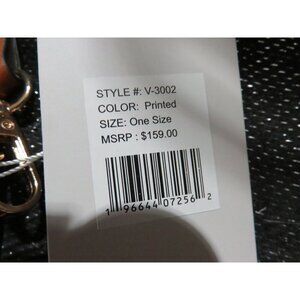 STYLE #: V-3002
COLOR: Printed
SIZE: One Size
MSRP : $159.00
1 96644 07256 2